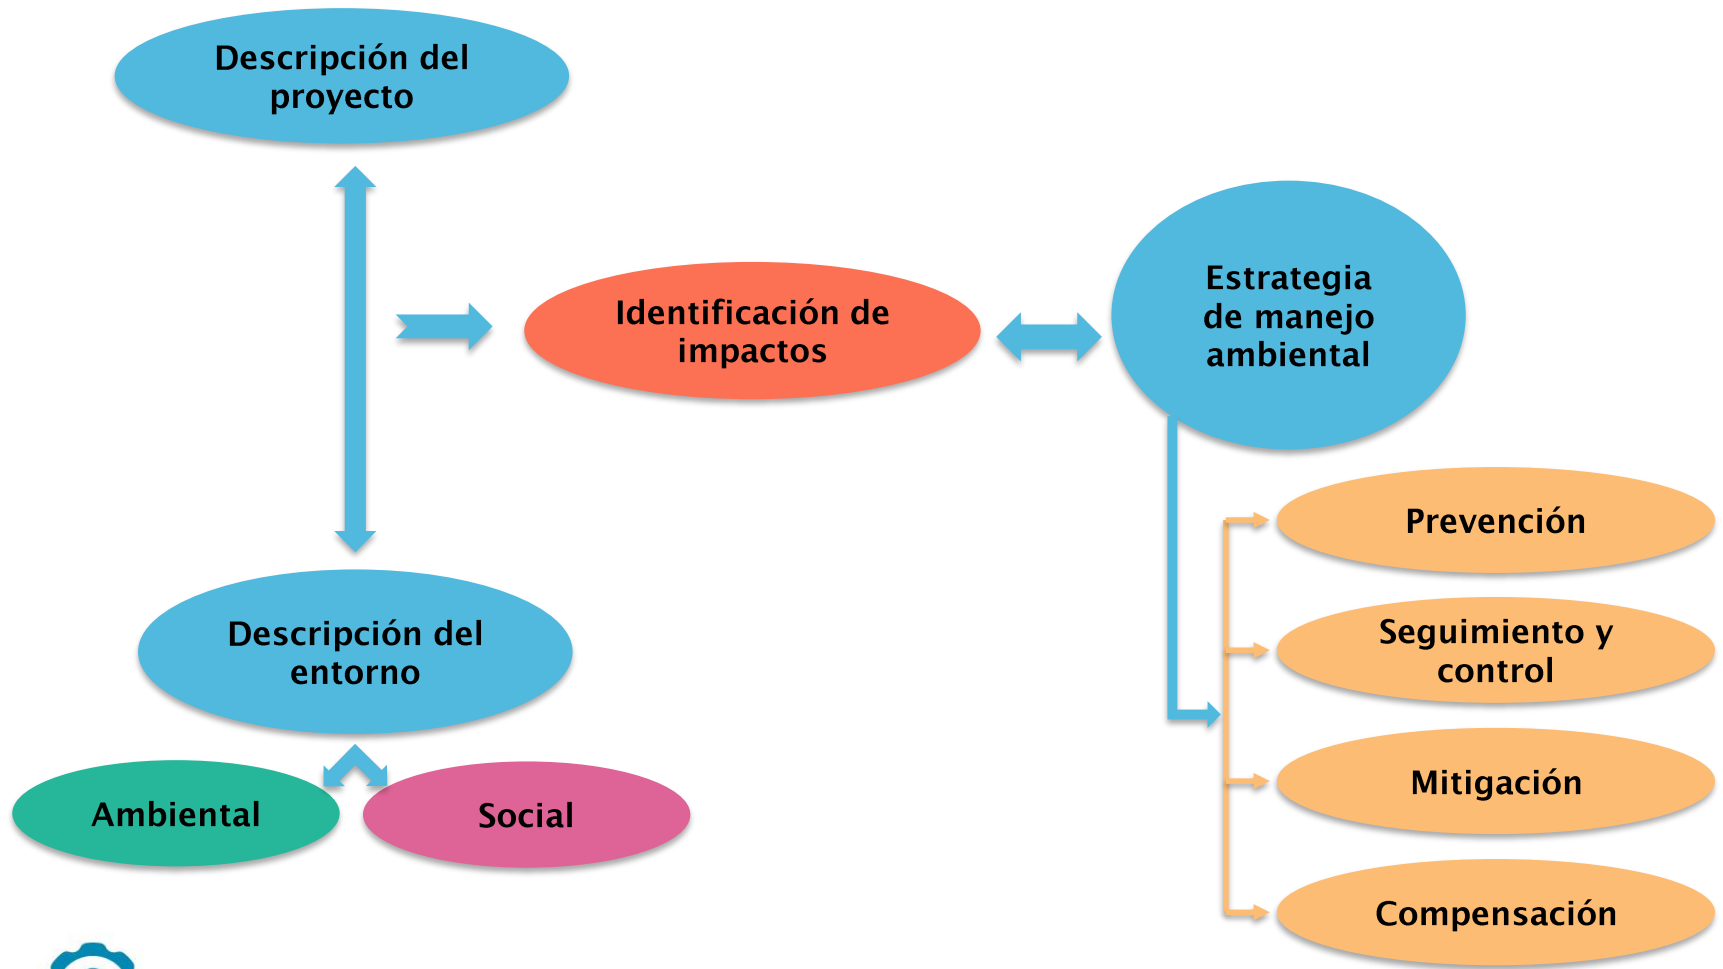 Descripción del
proyecto
Identificación de
impactos
Estrategia
de manejo
ambiental
Descripción del
entorno
Ambiental
Social
Prevención
Seguimiento y
control
Mitigación
Compensación